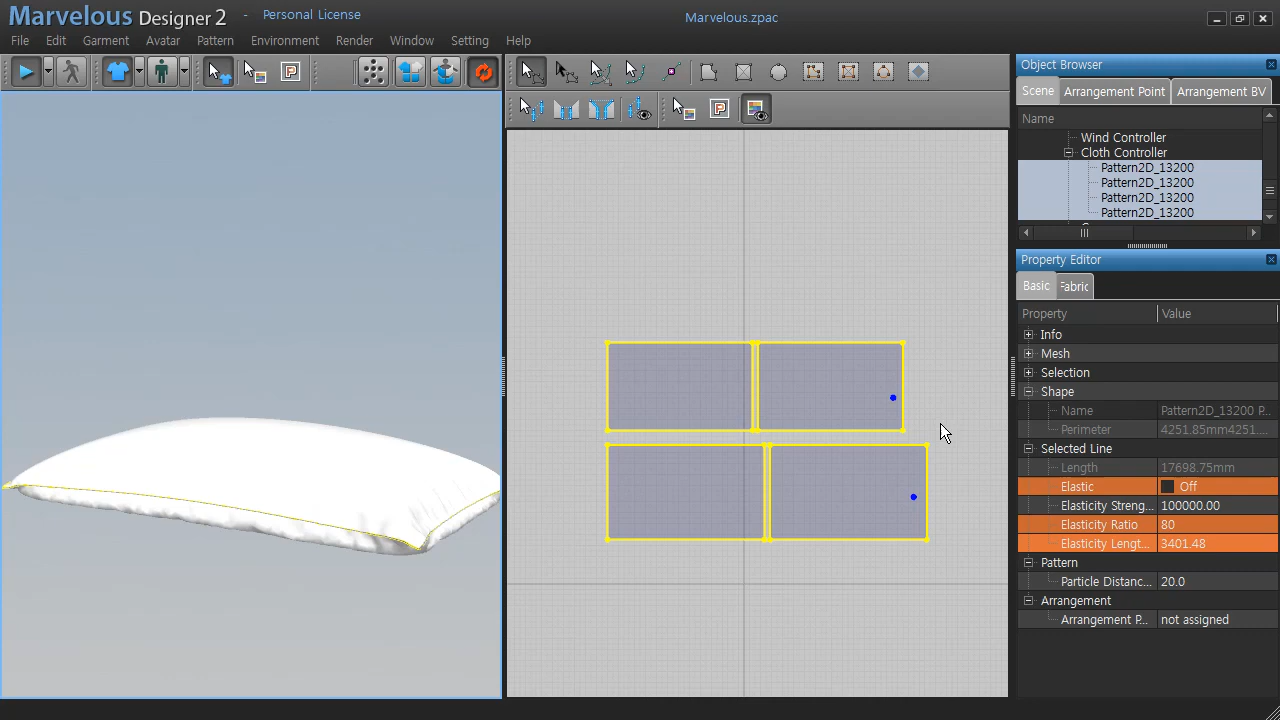 Marvelous Designer 2 - Personal License Marvelous.zpac
File Edit Garment Avatar Pattern Environment Render Window Setting Help
Object Browser
Scene Arrangement Point Arrangement BV
Name
Wind Controller
Cloth Controller
Pattern2D_13200
Pattern2D_13200
Pattern2D_13200
Pattern2D_13200
Property Editor
Basic Fabric
Property Value
Info
Mesh
Selection
Shape
Name Pattern2D_13200 P...
Perimeter 4251.85mm4251....
Selected Line
Length 17698.75mm
Elastic Off
Elasticity Streng... 100000.00
Elasticity Ratio 80
Elasticity Lengt... 3401.48
Pattern
Particle Distanc... 20.0
Arrangement
Arrangement P... not assigned